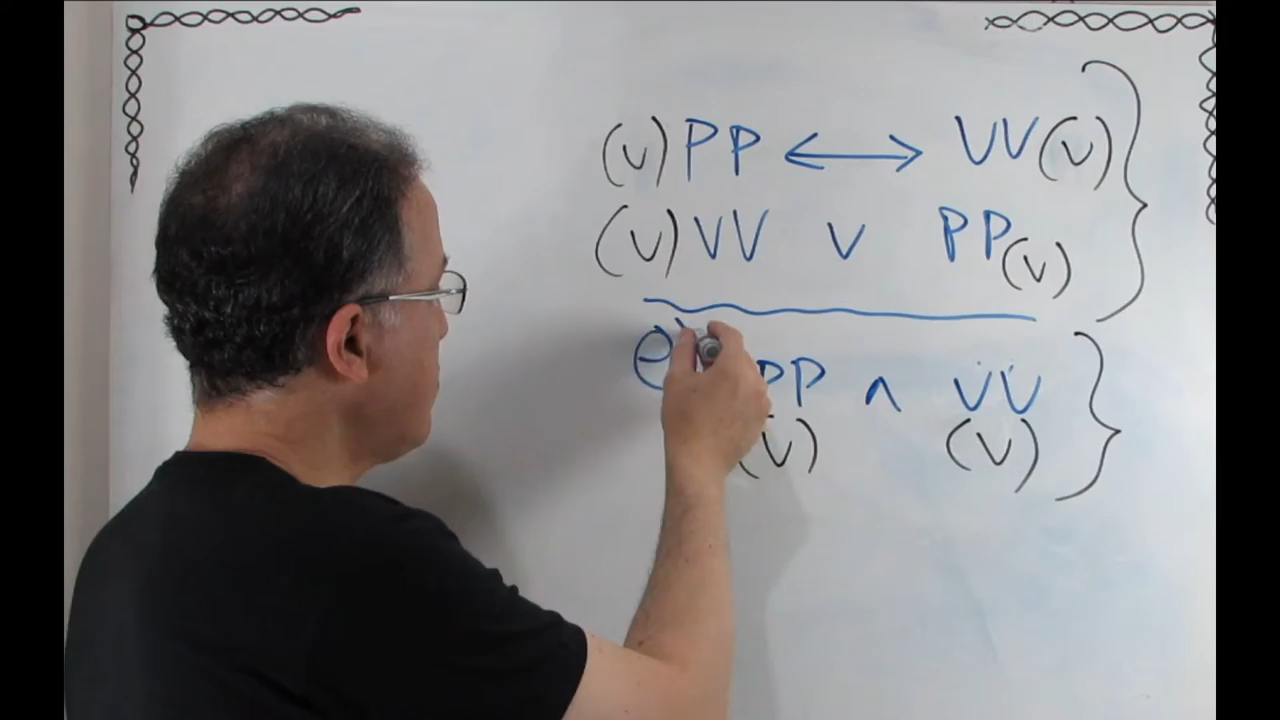 (V) PP ↔ VV (V)
(V) VV v PP (V)
e PP ʌ VV
(V) (V)